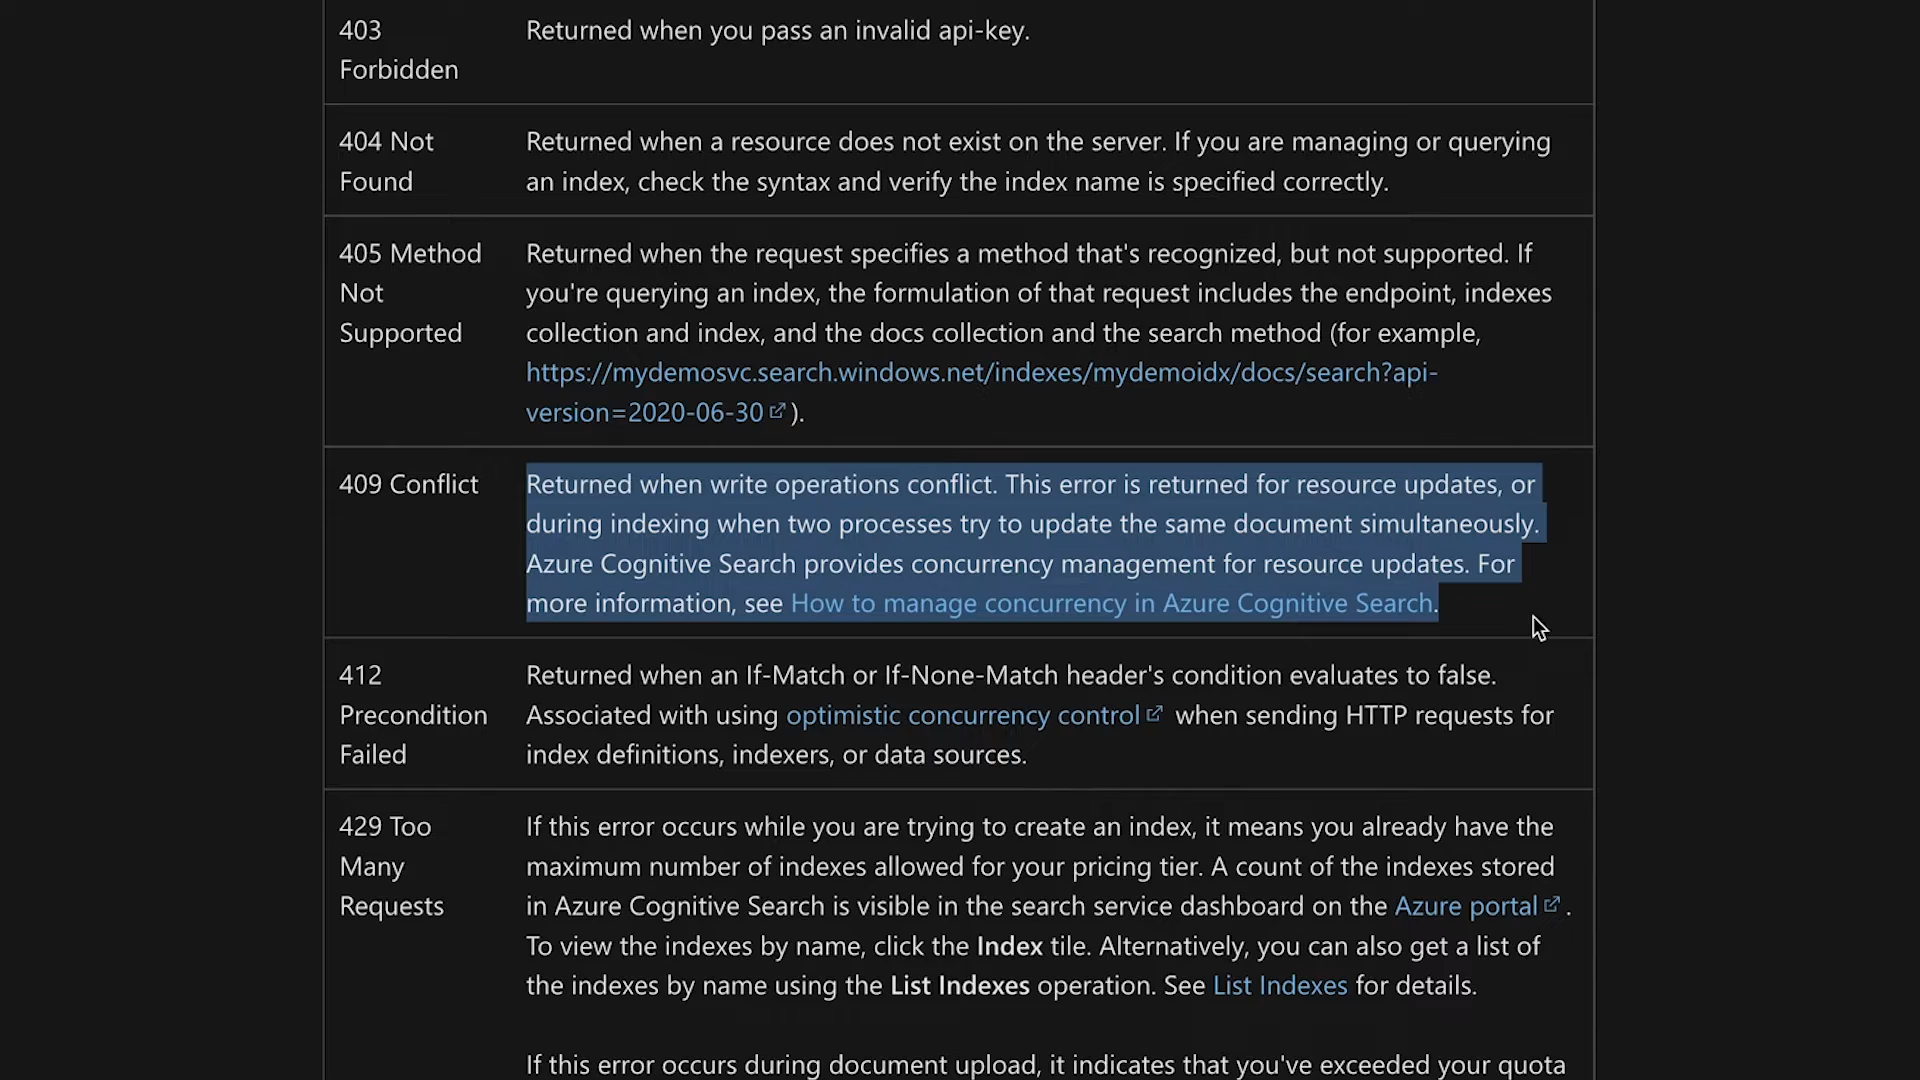 403
Forbidden
Returned when you pass an invalid api-key.
404 Not
Found
Returned when a resource does not exist on the server. If you are managing or querying
an index, check the syntax and verify the index name is specified correctly.
405 Method
Not
Supported
Returned when the request specifies a method that's recognized, but not supported. If
you're querying an index, the formulation of that request includes the endpoint, indexes
collection and index, and the docs collection and the search method (for example,
https://mydemosvc.search.windows.net/indexes/mydemoidx/docs/search?api-
version=2020-06-30 ).
409 Conflict
Returned when write operations conflict. This error is returned for resource updates, or
during indexing when two processes try to update the same document simultaneously.
Azure Cognitive Search provides concurrency management for resource updates. For
more information, see How to manage concurrency in Azure Cognitive Search.
412
Precondition
Failed
Returned when an If-Match or If-None-Match header's condition evaluates to false.
Associated with using optimistic concurrency control when sending HTTP requests for
index definitions, indexers, or data sources.
429 Too
Many
Requests
If this error occurs while you are trying to create an index, it means you already have the
maximum number of indexes allowed for your pricing tier. A count of the indexes stored
in Azure Cognitive Search is visible in the search service dashboard on the Azure portal .
To view the indexes by name, click the Index tile. Alternatively, you can also get a list of
the indexes by name using the List Indexes operation. See List Indexes for details.
If this error occurs during document upload, it indicates that you've exceeded your quota